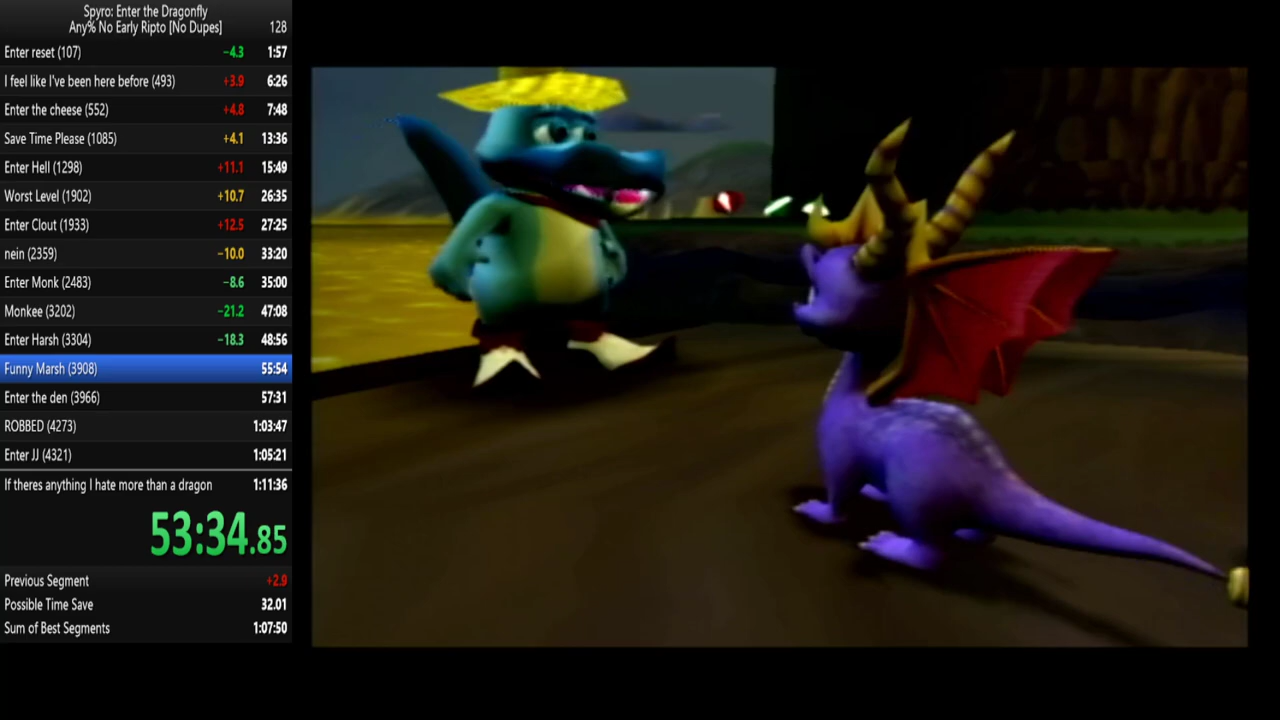 Spyro: Enter the Dragonfly
Any% No Early Ripto [No Dupes] 128
Enter reset (107) −4.3 1:57
I feel like I've been here before (493) +3.9 6:26
Enter the cheese (552) +4.8 7:48
Save Time Please (1085) +4.1 13:36
Enter Hell (1298) +11.1 15:49
Worst Level (1902) +10.7 26:35
Enter Clout (1933) +12.5 27:25
nein (2359) −10.0 33:20
Enter Monk (2483) −8.6 35:00
Monkee (3202) −21.2 47:08
Enter Harsh (3304) −18.3 48:56
Funny Marsh (3908) 55:54
Enter the den (3966) 57:31
ROBBED (4273) 1:03:47
Enter JJ (4321) 1:05:21
If theres anything I hate more than a dragon 1:11:36
53:34.85
Previous Segment +2.9
Possible Time Save 32.01
Sum of Best Segments 1:07:50